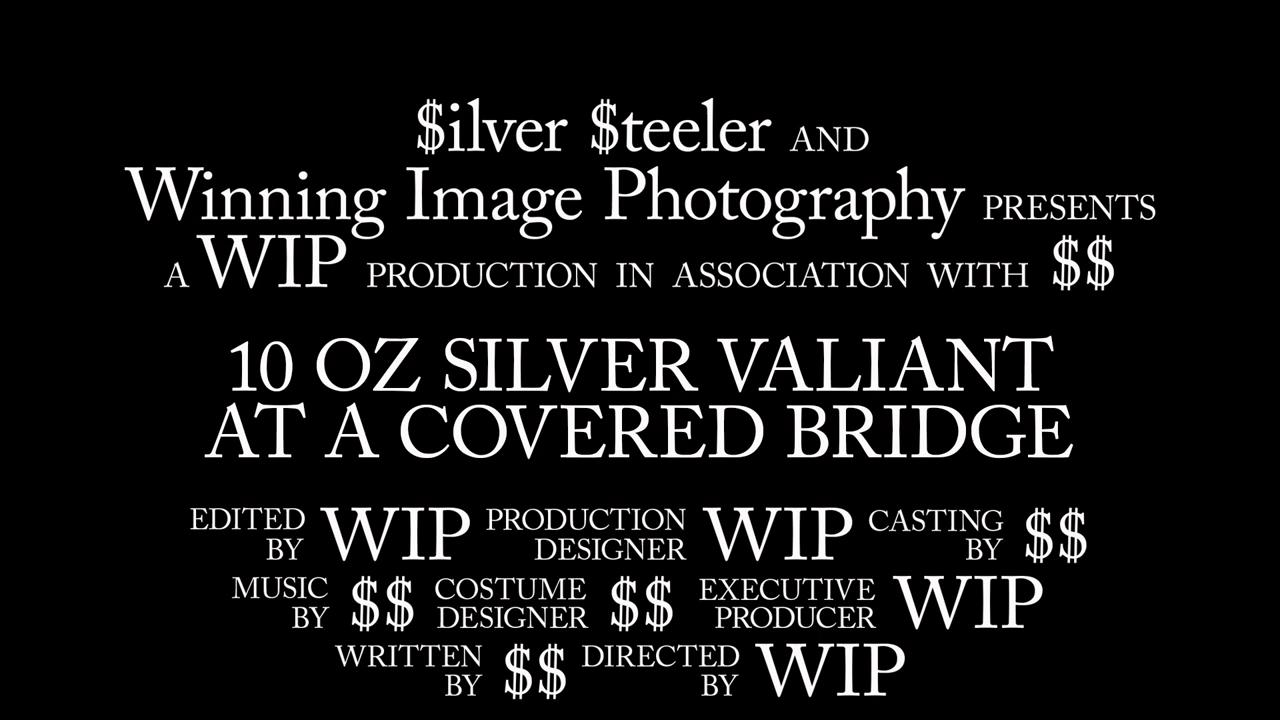 $ilver $teeler AND
Winning Image Photography PRESENTS
A WIP PRODUCTION IN ASSOCIATION WITH $$
10 OZ SILVER VALIANT
AT A COVERED BRIDGE
EDITED BY WIP PRODUCTION DESIGNER WIP CASTING BY $$
MUSIC BY $$ COSTUME DESIGNER $$ EXECUTIVE PRODUCER WIP
WRITTEN BY $$ DIRECTED BY WIP